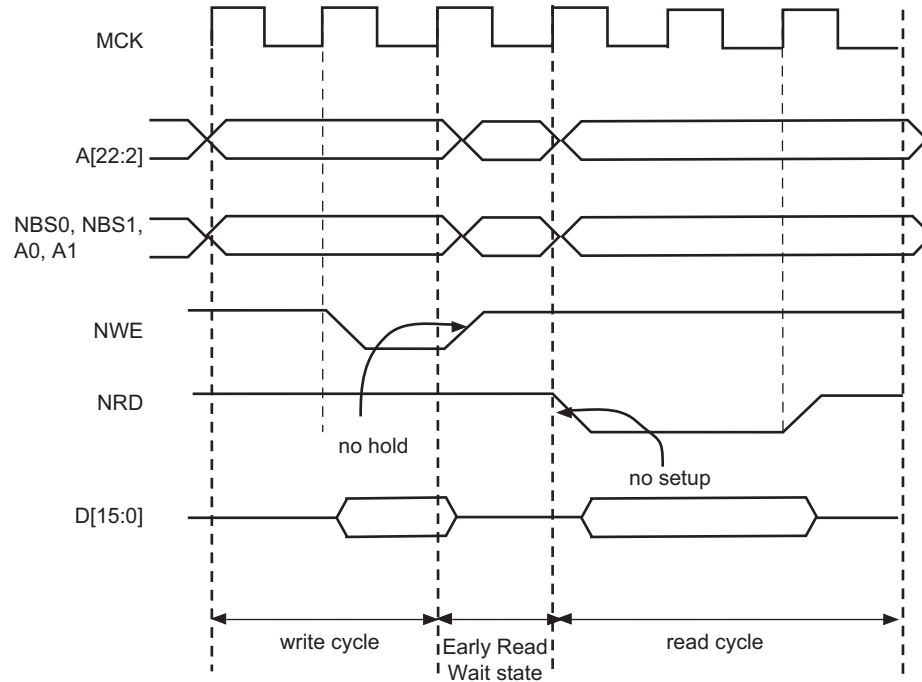 MCK
A[22:2]
NBS0, NBS1,
A0, A1
NWE
NRD
no hold
no setup
D[15:0]
write cycle
Early Read
Wait state
read cycle